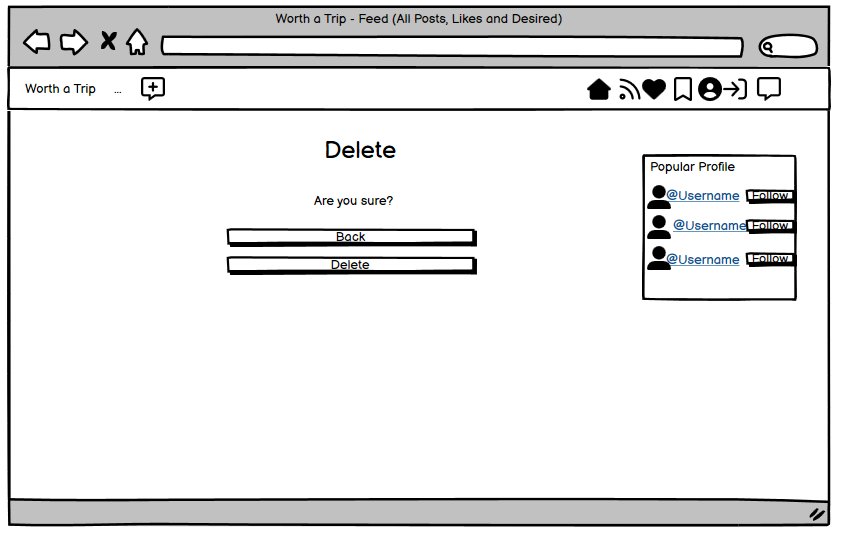 Worth a Trip - Feed (All Posts, Likes and Desired)
Worth a Trip ...
Delete
Are you sure?
Back
Delete
Popular Profile
@Username Follow
@Username Follow
@Username Follow